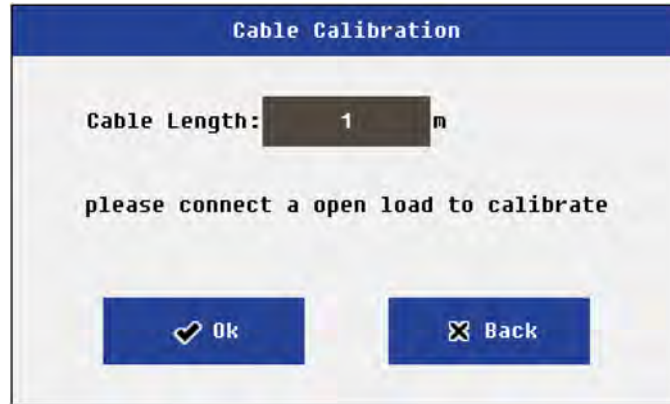 Cable Calibration
Cable Length: 1 m
please connect a open load to calibrate
Ok Back